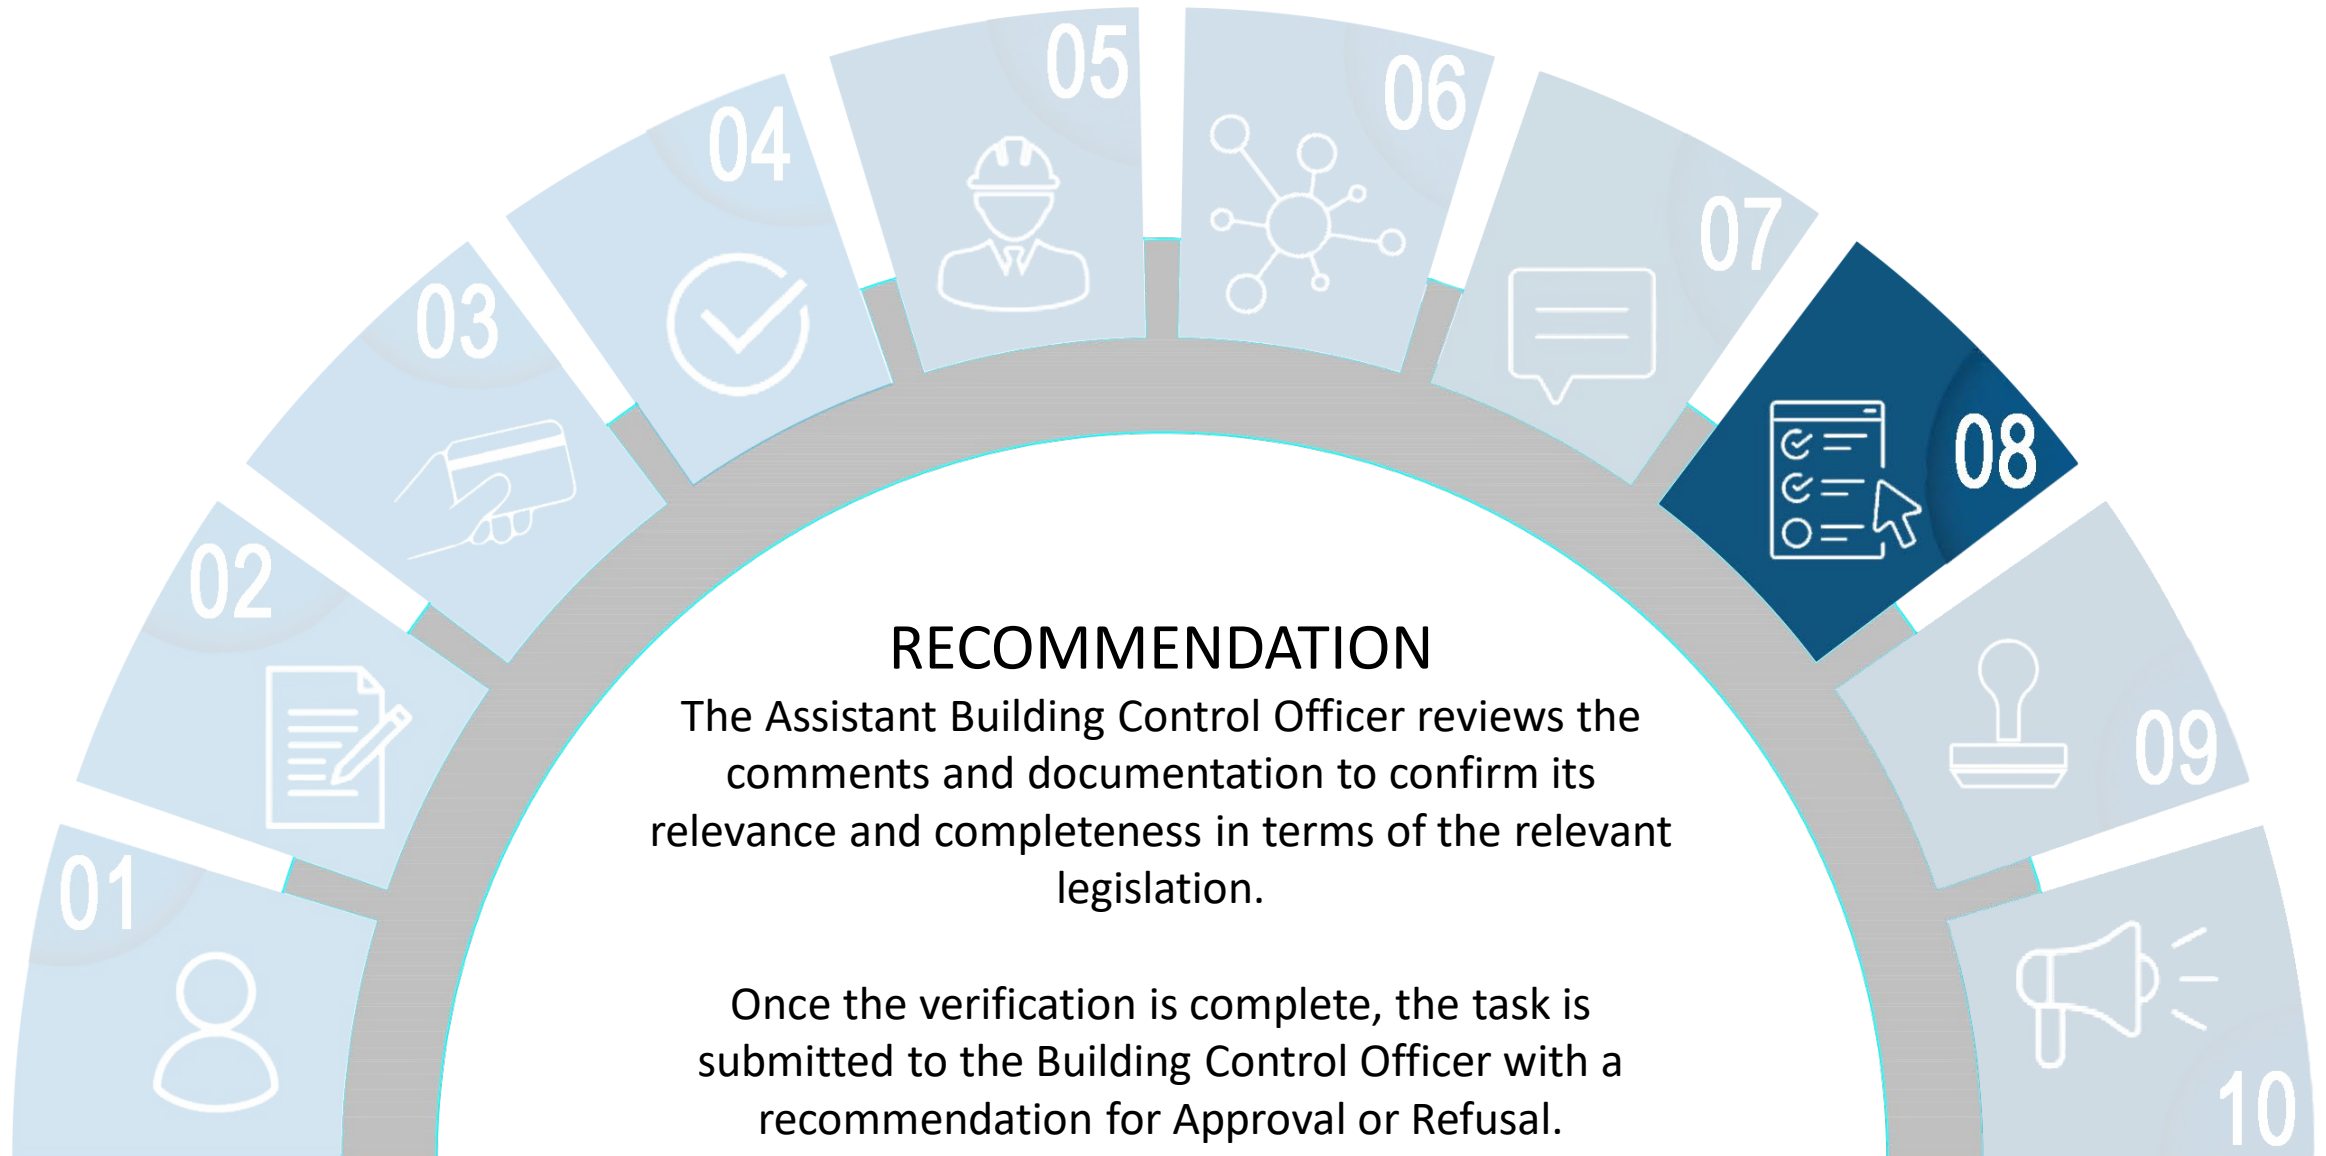 01
02
03
04
05
06
07
08
09
10
RECOMMENDATION
The Assistant Building Control Officer reviews the
comments and documentation to confirm its
relevance and completeness in terms of the relevant
legislation.
Once the verification is complete, the task is
submitted to the Building Control Officer with a
recommendation for Approval or Refusal.